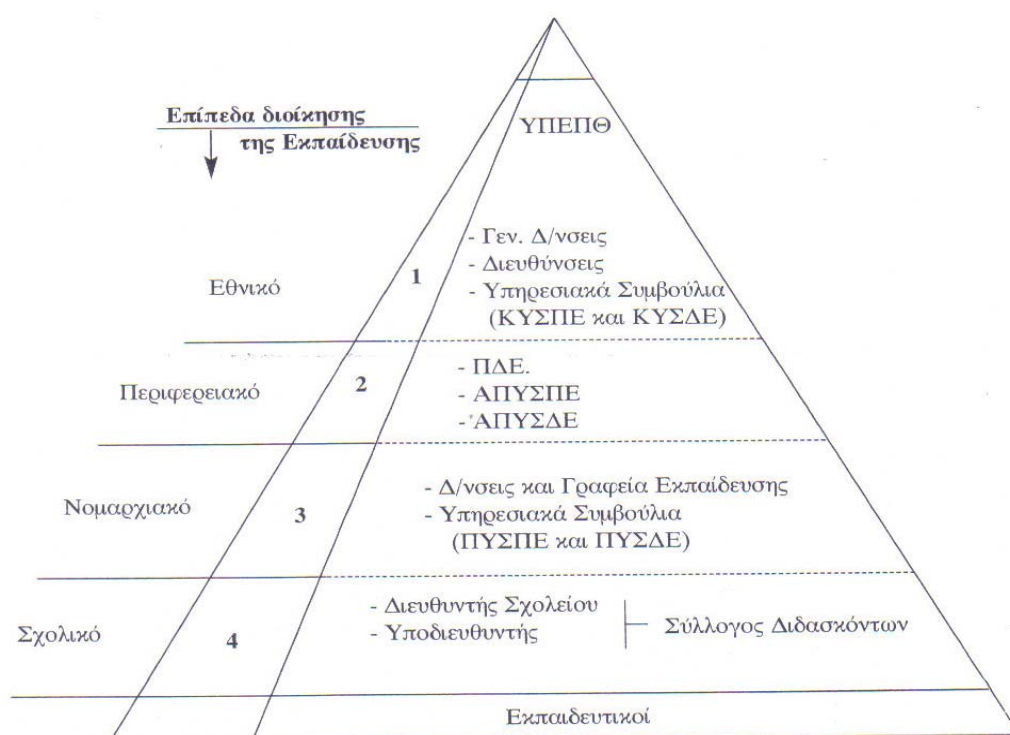 Επίπεδα διοίκησης
της Εκπαίδευσης
ΥΠΕΠΘ
Εθνικό
1
- Γεν. Δ/νσεις
- Διευθύνσεις
- Υπηρεσιακά Συμβούλια
(ΚΥΣΠΕ και ΚΥΣΔΕ)
Περιφερειακό
2
- ΠΔΕ.
- ΑΠΥΣΠΕ
- ΑΠΥΣΔΕ
Νομαρχιακό
3
- Δ/νσεις και Γραφεία Εκπαίδευσης
- Υπηρεσιακά Συμβούλια
(ΠΥΣΠΕ και ΠΥΣΔΕ)
Σχολικό
4
- Διευθυντής Σχολείου
- Υποδιευθυντής
Σύλλογος Διδασκόντων
Εκπαιδευτικοί